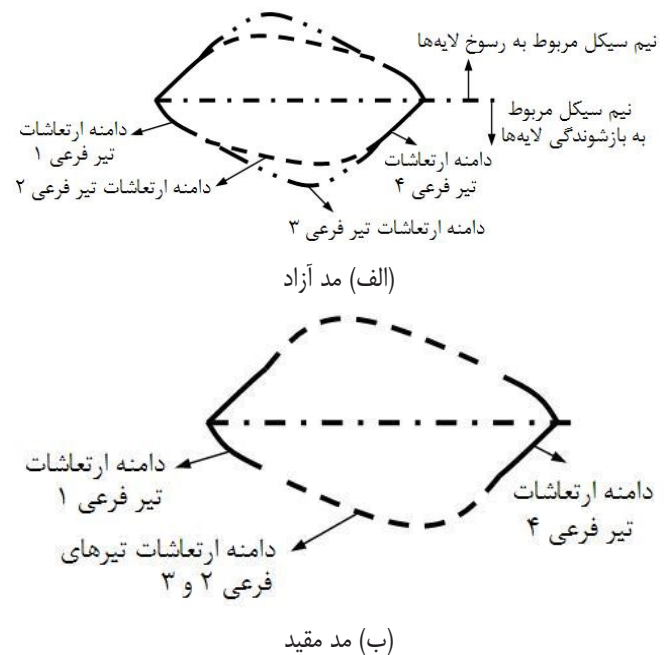 نیم سیکل مربوط به رسوخ لایه‌ها
نیم سیکل مربوط
به بازشوندگی لایه‌ها
دامنه ارتعاشات
تیر فرعی ۱
دامنه ارتعاشات
تیر فرعی ۴
دامنه ارتعاشات تیر فرعی ۲
دامنه ارتعاشات تیر فرعی ۳
(الف) مد آزاد
دامنه ارتعاشات
تیر فرعی ۱
دامنه ارتعاشات
تیر فرعی ۴
دامنه ارتعاشات تیرهای
فرعی ۲ و ۳
(ب) مد مقید